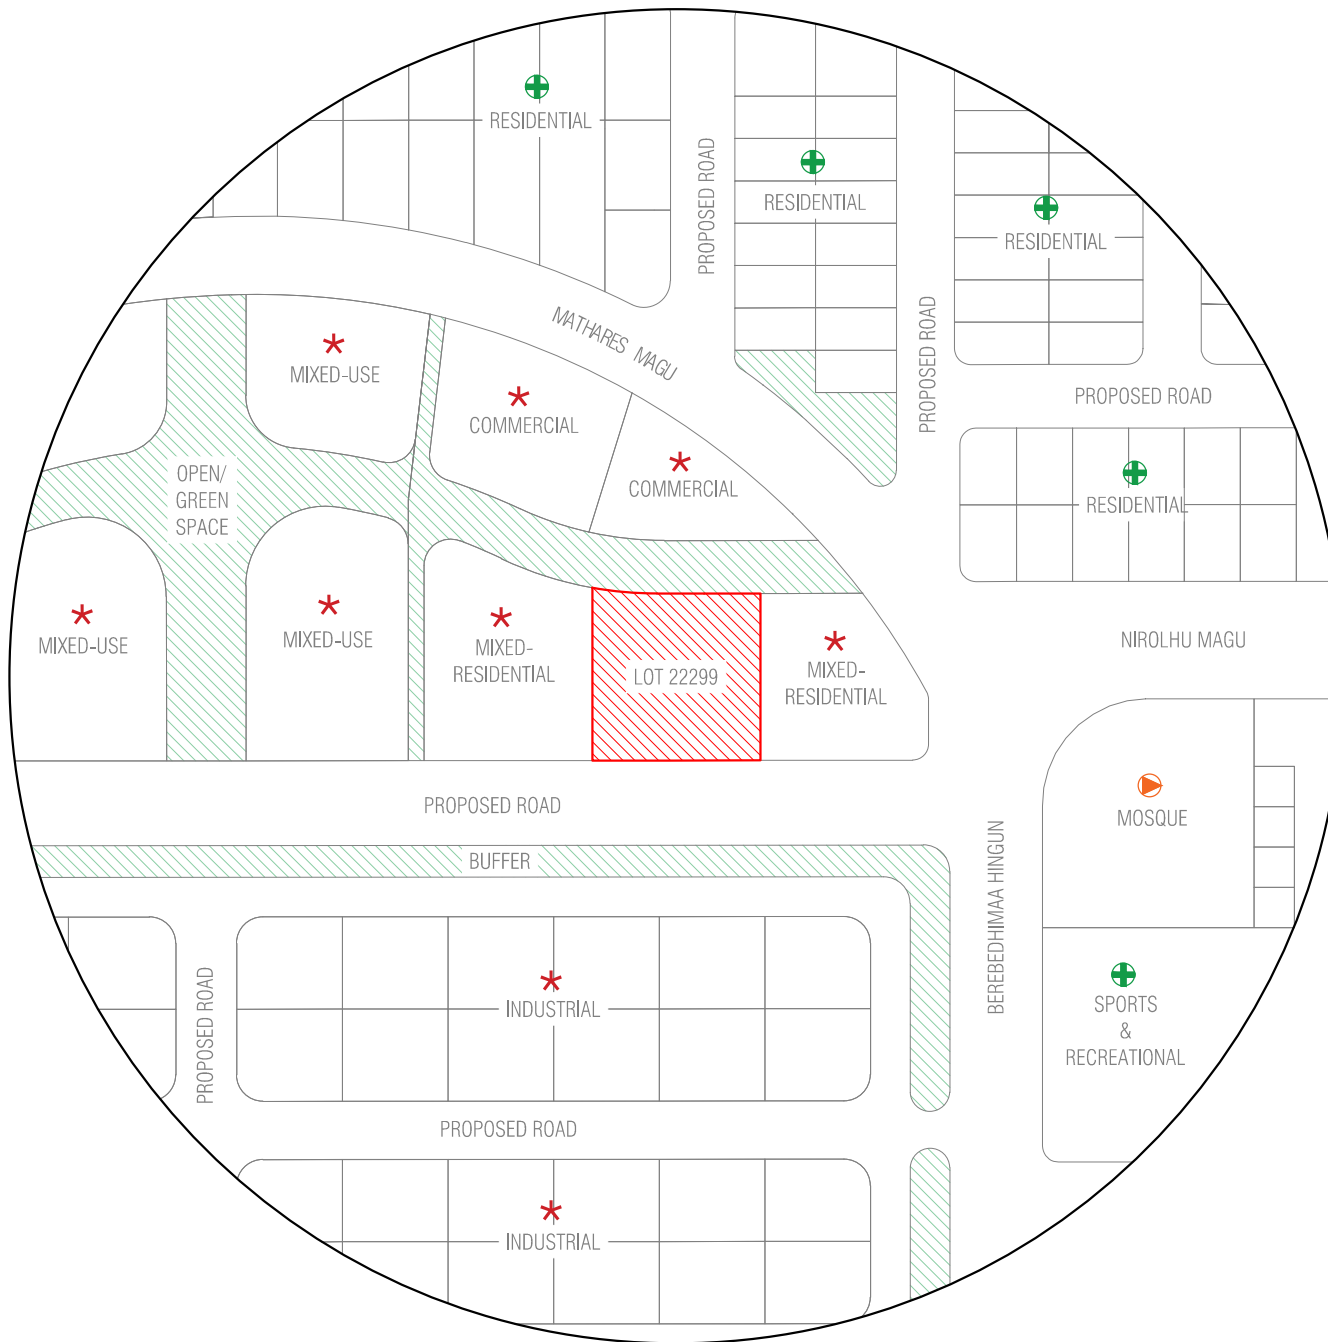 RESIDENTIAL
PROPOSED ROAD
RESIDENTIAL
RESIDENTIAL
MATHARES MAGU
PROPOSED ROAD
MIXED-USE
COMMERCIAL
PROPOSED ROAD
OPEN/
GREEN
SPACE
COMMERCIAL
RESIDENTIAL
MIXED-USE
MIXED-USE
MIXED-
RESIDENTIAL
LOT 22299
MIXED-
RESIDENTIAL
NIROLHU MAGU
PROPOSED ROAD
MOSQUE
BUFFER
BEREBEDHIMAA HINGUN
PROPOSED ROAD
INDUSTRIAL
SPORTS
&
RECREATIONAL
PROPOSED ROAD
INDUSTRIAL